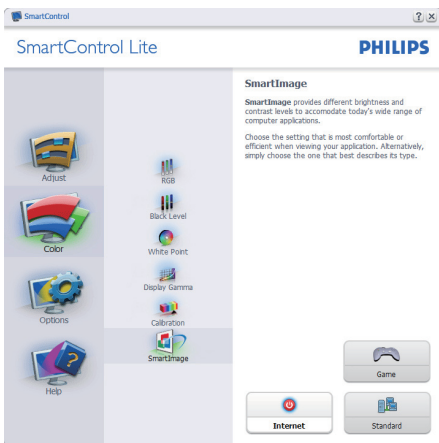 SmartControl
SmartControl Lite
PHILIPS
Adjust
Color
Options
Help
RGB
Black Level
White Point
Display Gamma
Calibration
SmartImage
SmartImage
SmartImage provides different brightness and
contrast levels to accomodate today's wide range of
computer applications.
Choose the setting that is most comfortable or
efficient when viewing your application. Alternatively,
simply choose the one that best describes its type.
Game
Internet
Standard